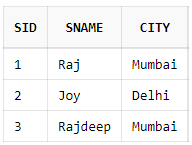 SID SNAME CITY
1 Raj Mumbai
2 Joy Delhi
3 Rajdeep Mumbai